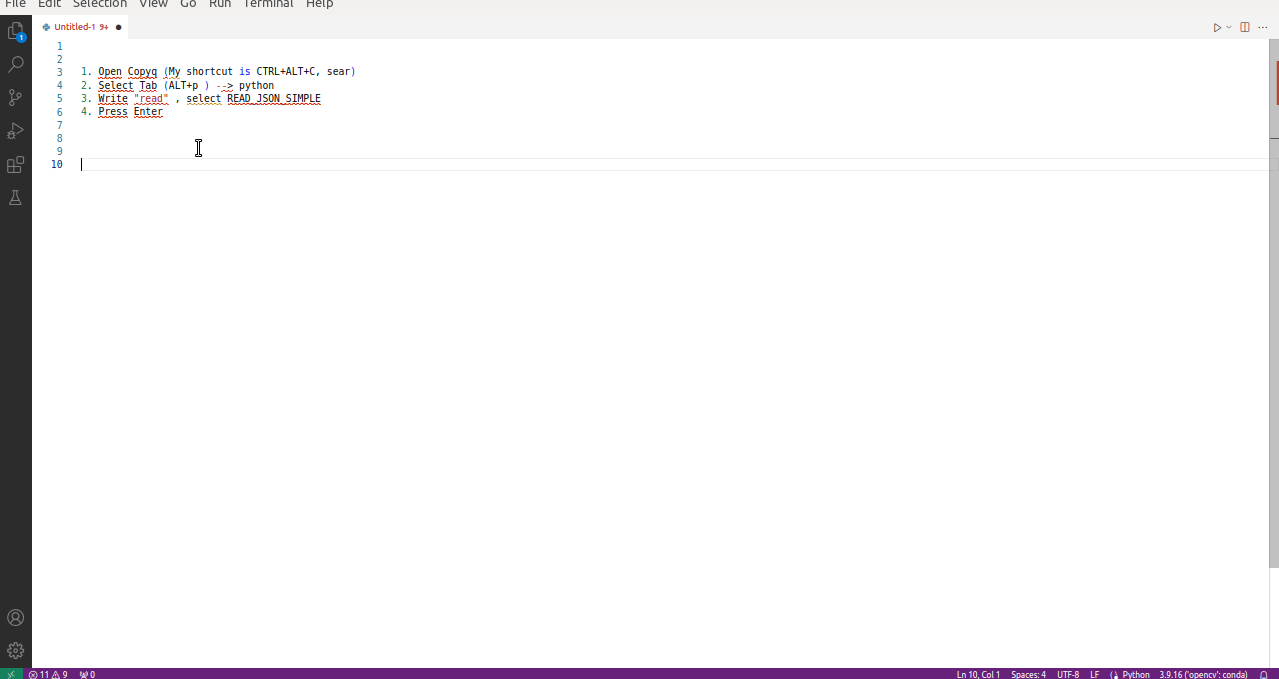 File Edit Selection View Go Run Terminal Help
Untitled-1 9+
1
1
2
3 1. Open Copyq (My shortcut is CTRL+ALT+C, sear)
4 2. Select Tab (ALT+p ) --> python
5 3. Write "read" , select READ_JSON_SIMPLE
6 4. Press Enter
7
8
9
10
11 9 0 Ln 10, Col 1 Spaces: 4 UTF-8 LF Python 3.9.16 ('opencv': conda)